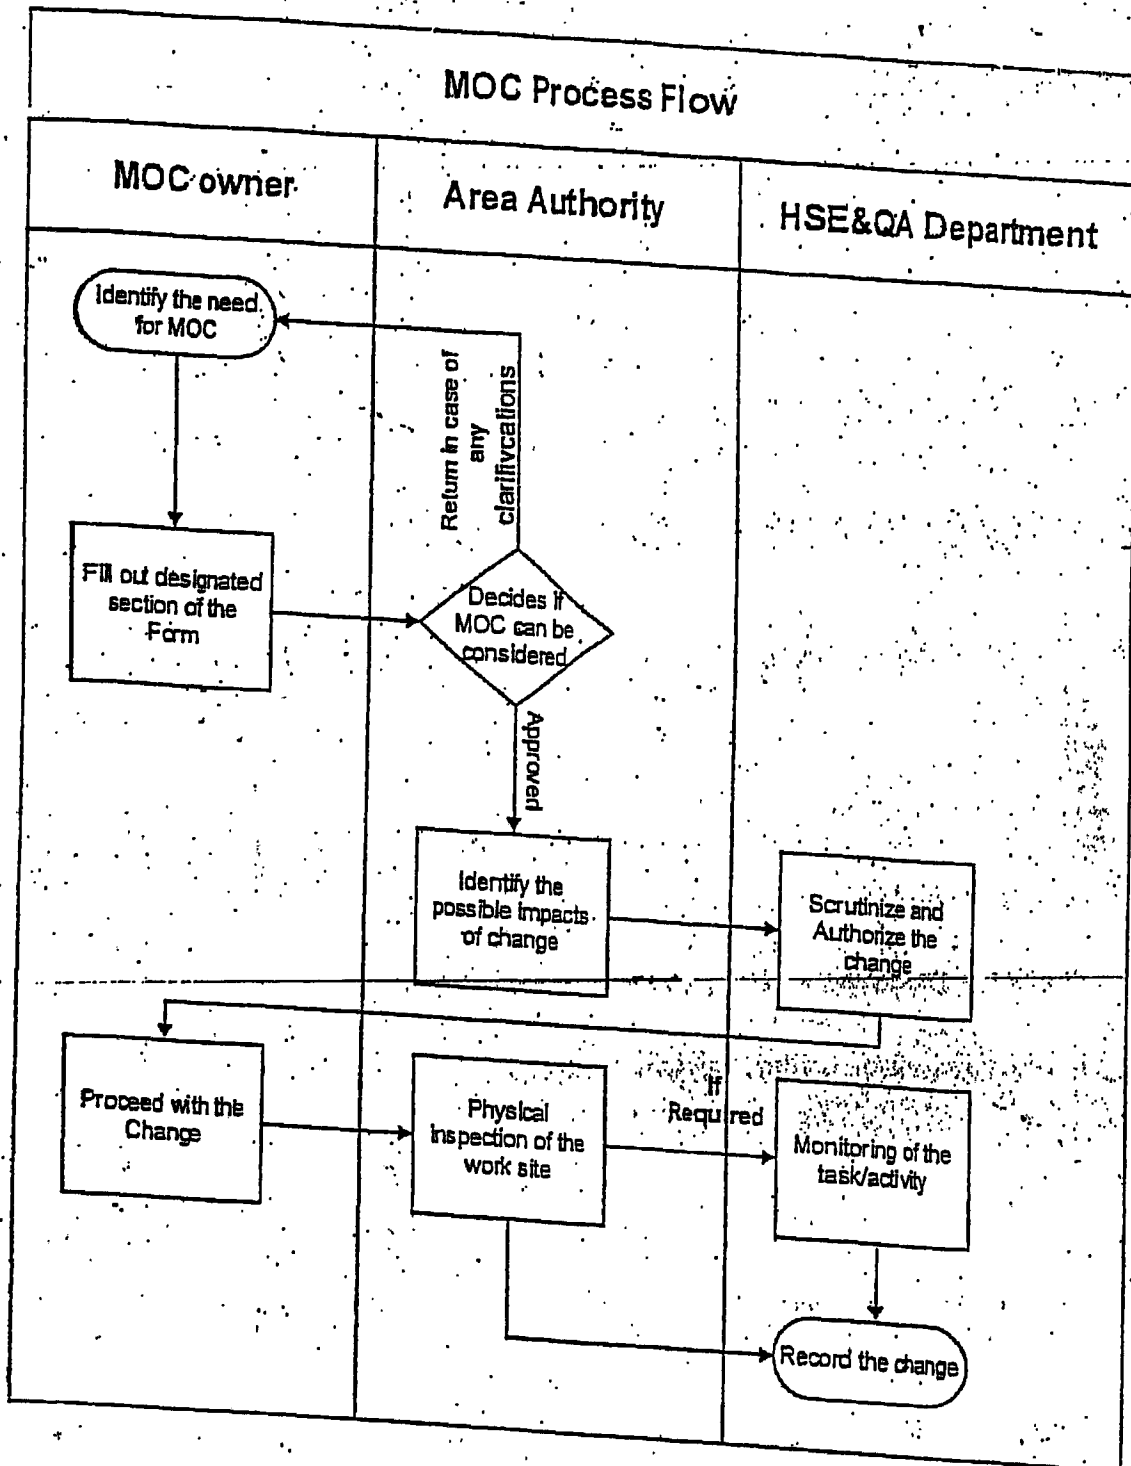 MOC Process Flow
MOC owner
Area Authority
HSE&QA Department
Identify the need
for MOC
Return in case of
any
clarifivcations
Fill out designated
section of the
Form
Decides if
MOC can be
considered
Approved
Identify the
possible impacts
of change
Scrutinize and
Authorize the
change
Proceed with the
Change
Physical
inspection of the
work site
If
Required
Monitoring of the
task/activity
Record the change